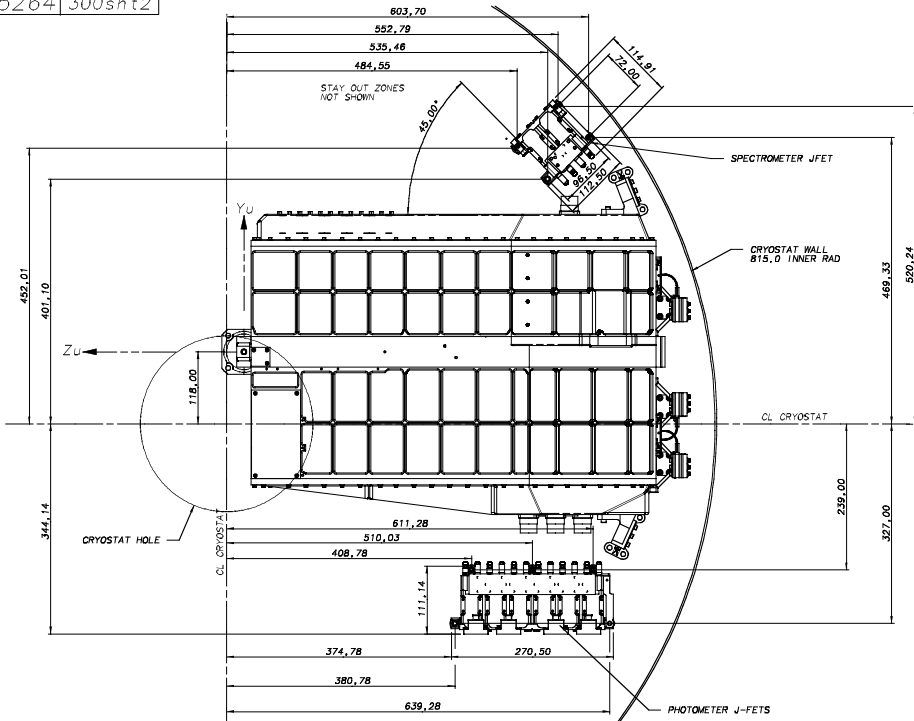 300sht2
603,70
552,79
535,46
484,55
114,91
72,00
STAY OUT ZONES
NOT SHOWN
45,00°
SPECTROMETER JFET
96,50
112,50
Yu
CRYOSTAT WALL
815,0 INNER RAD
520,24
469,33
452,01
401,10
Zu
118,00
CL CRYOSTAT
344,14
239,00
327,00
611,28
510,03
408,78
CRYOSTAT HOLE
CL CRYOSTAT
111,14
374,78
270,50
380,78
639,28
PHOTOMETER J-FETS